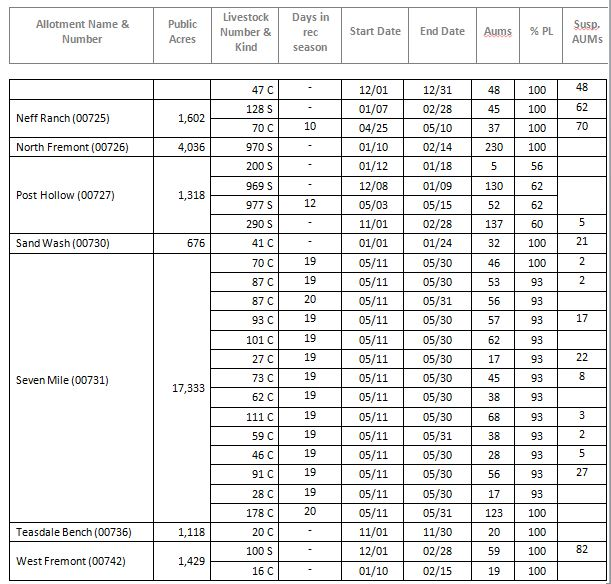 Allotment Name & Number Public Acres Livestock Number & Kind Days in rec season Start Date End Date Aums % PL Susp. AUMs
47 C - 12/01 12/31 48 100 48
Neff Ranch (00725) 1,602 128 S - 01/07 02/28 45 100 62
70 C 10 04/25 05/10 37 100 70
North Fremont (00726) 4,036 970 S - 01/10 02/14 230 100
Post Hollow (00727) 1,318 200 S - 01/12 01/18 5 56
969 S - 12/08 01/09 130 62
977 S 12 05/03 05/15 52 62
290 S - 11/01 02/28 137 60 5
Sand Wash (00730) 676 41 C - 01/01 01/24 32 100 21
Seven Mile (00731) 17,333 70 C 19 05/11 05/30 46 100 2
87 C 19 05/11 05/30 53 93 2
87 C 20 05/11 05/31 56 93
93 C 19 05/11 05/30 57 93 17
101 C 19 05/11 05/30 62 93
27 C 19 05/11 05/30 17 93 22
73 C 19 05/11 05/30 45 93 8
62 C 19 05/11 05/30 38 93
111 C 19 05/11 05/30 68 93 3
59 C 19 05/11 05/31 38 93 2
46 C 19 05/11 05/30 28 93 5
91 C 19 05/11 05/30 56 93 27
28 C 19 05/11 05/30 17 93
178 C 20 05/11 05/31 123 100
Teasdale Bench (00736) 1,118 20 C - 11/01 11/30 20 100
West Fremont (00742) 1,429 100 S - 12/01 02/28 59 100 82
16 C - 01/10 02/15 19 100